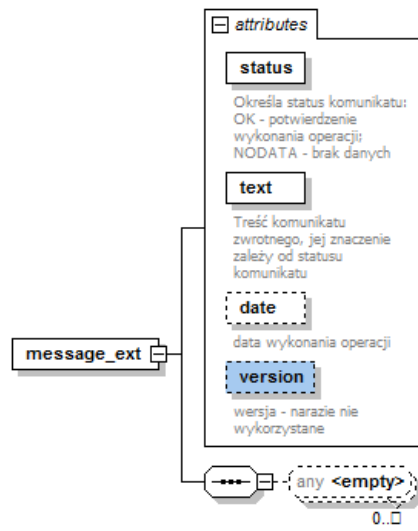 attributes
status
Określa status komunikatu:
OK - potwierdzenie
wykonania operacji;
NODATA - brak danych
text
Treść komunikatu
zwrotnego, jej znaczenie
zależy od statusu
komunikatu
date
data wykonania operacji
version
wersja - narazie nie
wykorzystane
message_ext
any <empty>
0..□